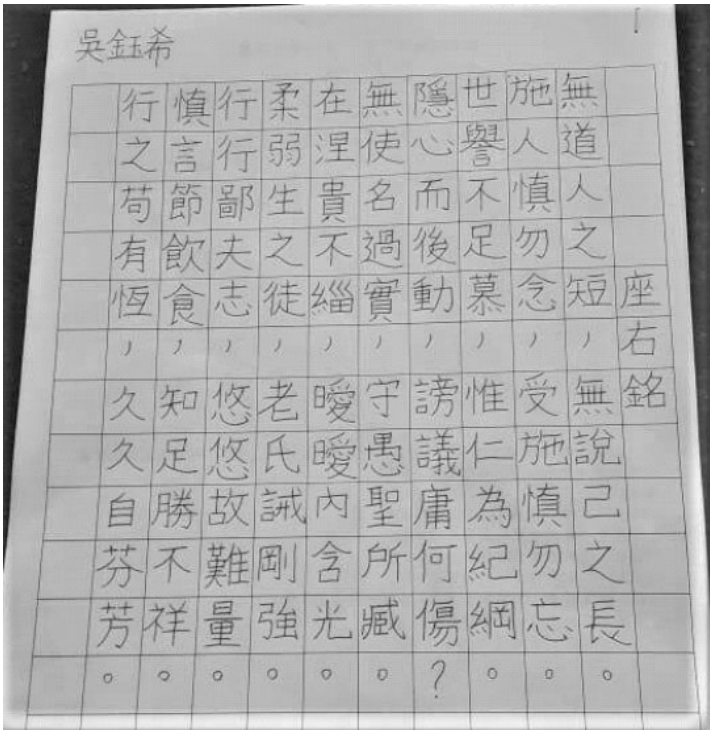 吳鈺希
座右銘
無道人之短，無說己之長。
施人慎勿念，受施慎勿忘。
世譽不足慕，惟仁為紀綱。
隱心而後動，謗議庸何傷？
無使名過實，守愚聖所臧。
在涅貴不緇，曖曖內含光。
柔弱生之徒，老氏誡剛強。
行行鄙夫志，悠悠故難量。
慎言節飲食，知足勝不祥。
行之苟有恆，久久自芬芳。